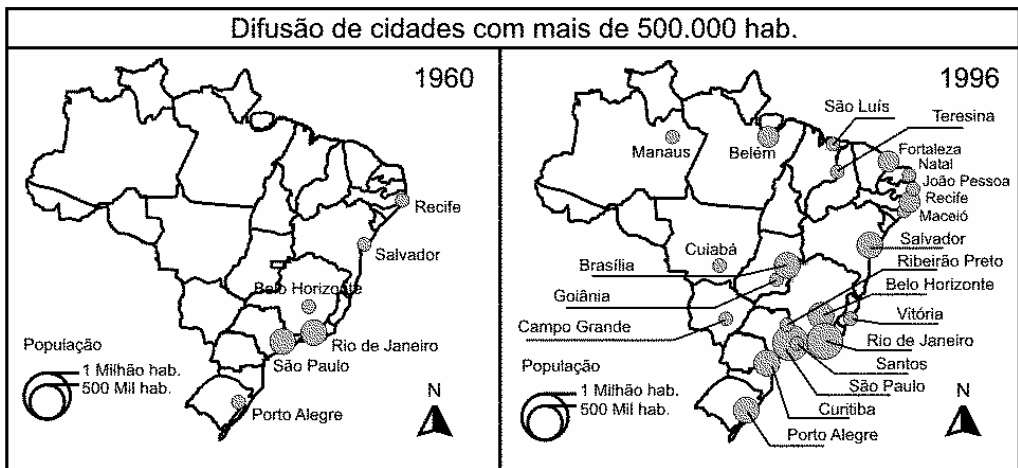 Difusão de cidades com mais de 500.000 hab.
1960
Recife
Salvador
Belo Horizonte
Rio de Janeiro
São Paulo
Porto Alegre
População
1 Milhão hab.
500 Mil hab.
N
1996
São Luís
Teresina
Manaus
Belém
Fortaleza
Natal
João Pessoa
Recife
Maceió
Salvador
Cuiabá
Brasília
Ribeirão Preto
Goiânia
Belo Horizonte
Campo Grande
Vitória
Rio de Janeiro
Santos
São Paulo
Curitiba
Porto Alegre
População
1 Milhão hab.
500 Mil hab.
N